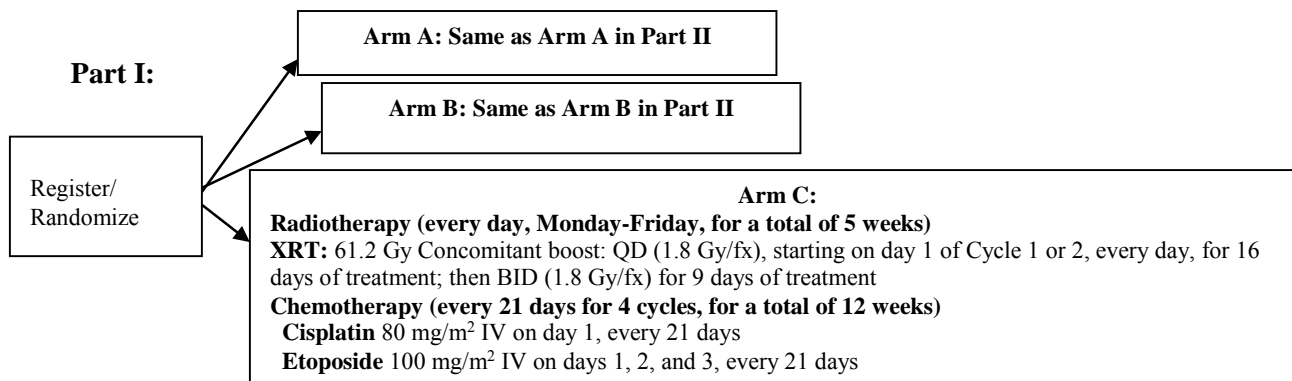 Arm A: Same as Arm A in Part II
Part I:
Arm B: Same as Arm B in Part II
Register/
Randomize
Arm C:
Radiotherapy (every day, Monday-Friday, for a total of 5 weeks)
XRT: 61.2 Gy Concomitant boost: QD (1.8 Gy/fx), starting on day 1 of Cycle 1 or 2, every day, for 16
days of treatment; then BID (1.8 Gy/fx) for 9 days of treatment
Chemotherapy (every 21 days for 4 cycles, for a total of 12 weeks)
Cisplatin 80 mg/m² IV on day 1, every 21 days
Etoposide 100 mg/m² IV on days 1, 2, and 3, every 21 days